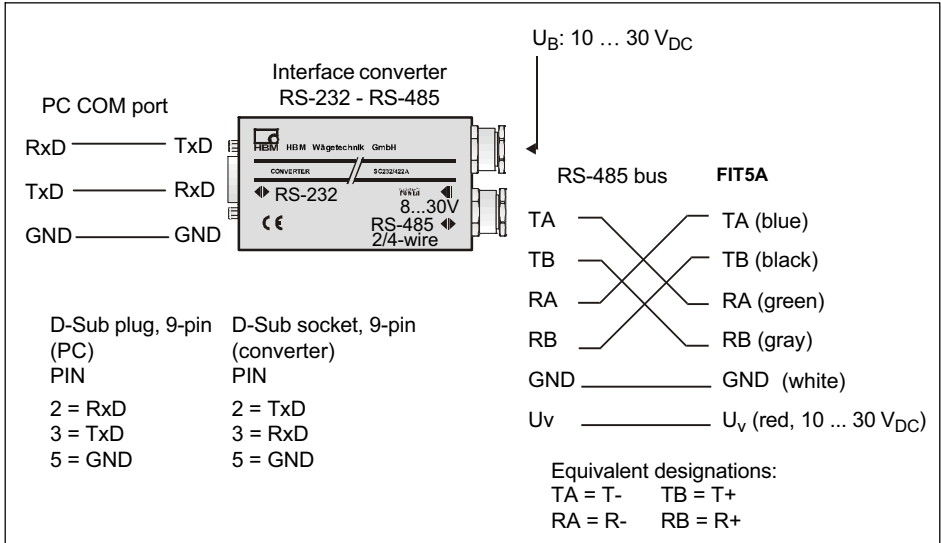 U_B: 10 … 30 V_DC
Interface converter
RS-232 - RS-485
PC COM port
RxD TxD
TxD RxD
GND GND
HBM HBM Wägetechnik GmbH
CONVERTER SC232/422A
RS-232
8...30V
RS-485
2/4-wire
CE
RS-485 bus FIT5A
TA TA (blue)
TB TB (black)
RA RA (green)
RB RB (gray)
GND GND (white)
Uv U_v (red, 10 ... 30 V_DC)
D-Sub plug, 9-pin D-Sub socket, 9-pin
(PC) (converter)
PIN PIN
2 = RxD 2 = TxD
3 = TxD 3 = RxD
5 = GND 5 = GND
Equivalent designations:
TA = T- TB = T+
RA = R- RB = R+